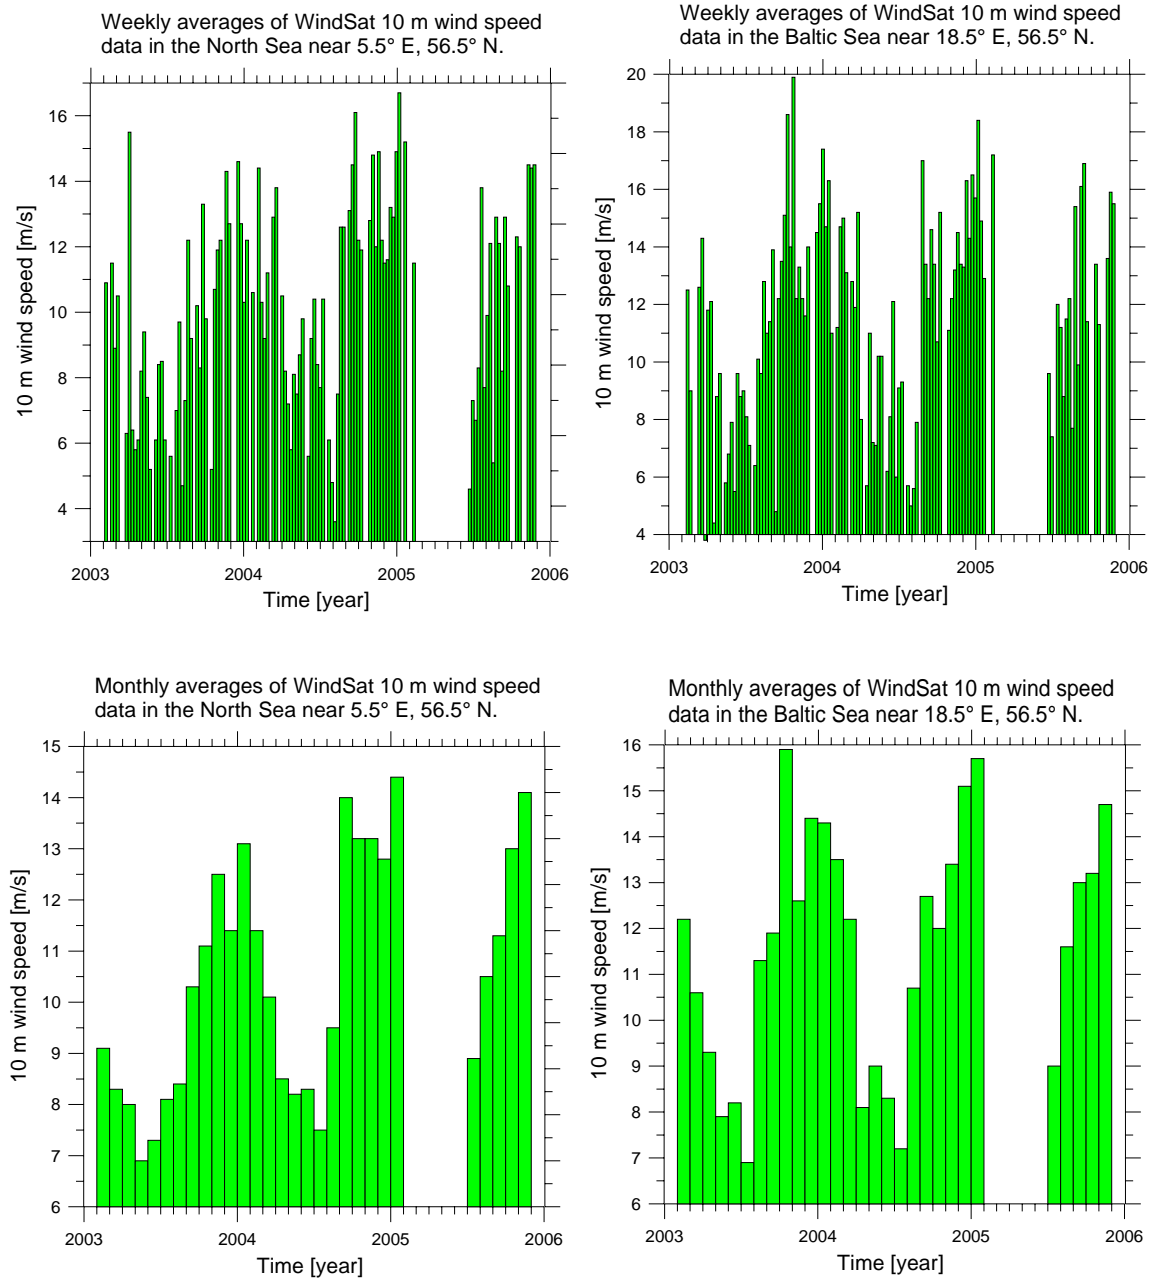 Weekly averages of WindSat 10 m wind speed
data in the North Sea near 5.5° E, 56.5° N.
16
14
12
10
8
6
4
10 m wind speed [m/s]
2003 2004 2005 2006
Time [year]
Weekly averages of WindSat 10 m wind speed
data in the Baltic Sea near 18.5° E, 56.5° N.
20
18
16
14
12
10
8
6
4
10 m wind speed [m/s]
2003 2004 2005 2006
Time [year]
Monthly averages of WindSat 10 m wind speed
data in the North Sea near 5.5° E, 56.5° N.
15
14
13
12
11
10
9
8
7
6
10 m wind speed [m/s]
2003 2004 2005 2006
Time [year]
Monthly averages of WindSat 10 m wind speed
data in the Baltic Sea near 18.5° E, 56.5° N.
16
15
14
13
12
11
10
9
8
7
6
10 m wind speed [m/s]
2003 2004 2005 2006
Time [year]